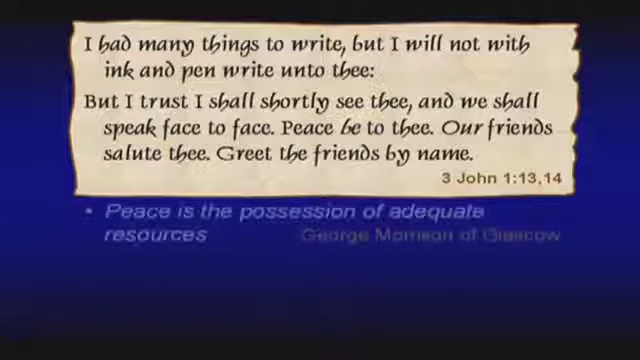 I had many things to write, but I will not with
ink and pen write unto thee:
But I trust I shall shortly see thee, and we shall
speak face to face. Peace be to thee. Our friends
salute thee. Greet the friends by name.
3 John 1:13,14
• Peace is the possession of adequate
resources George Morrison of Glascow